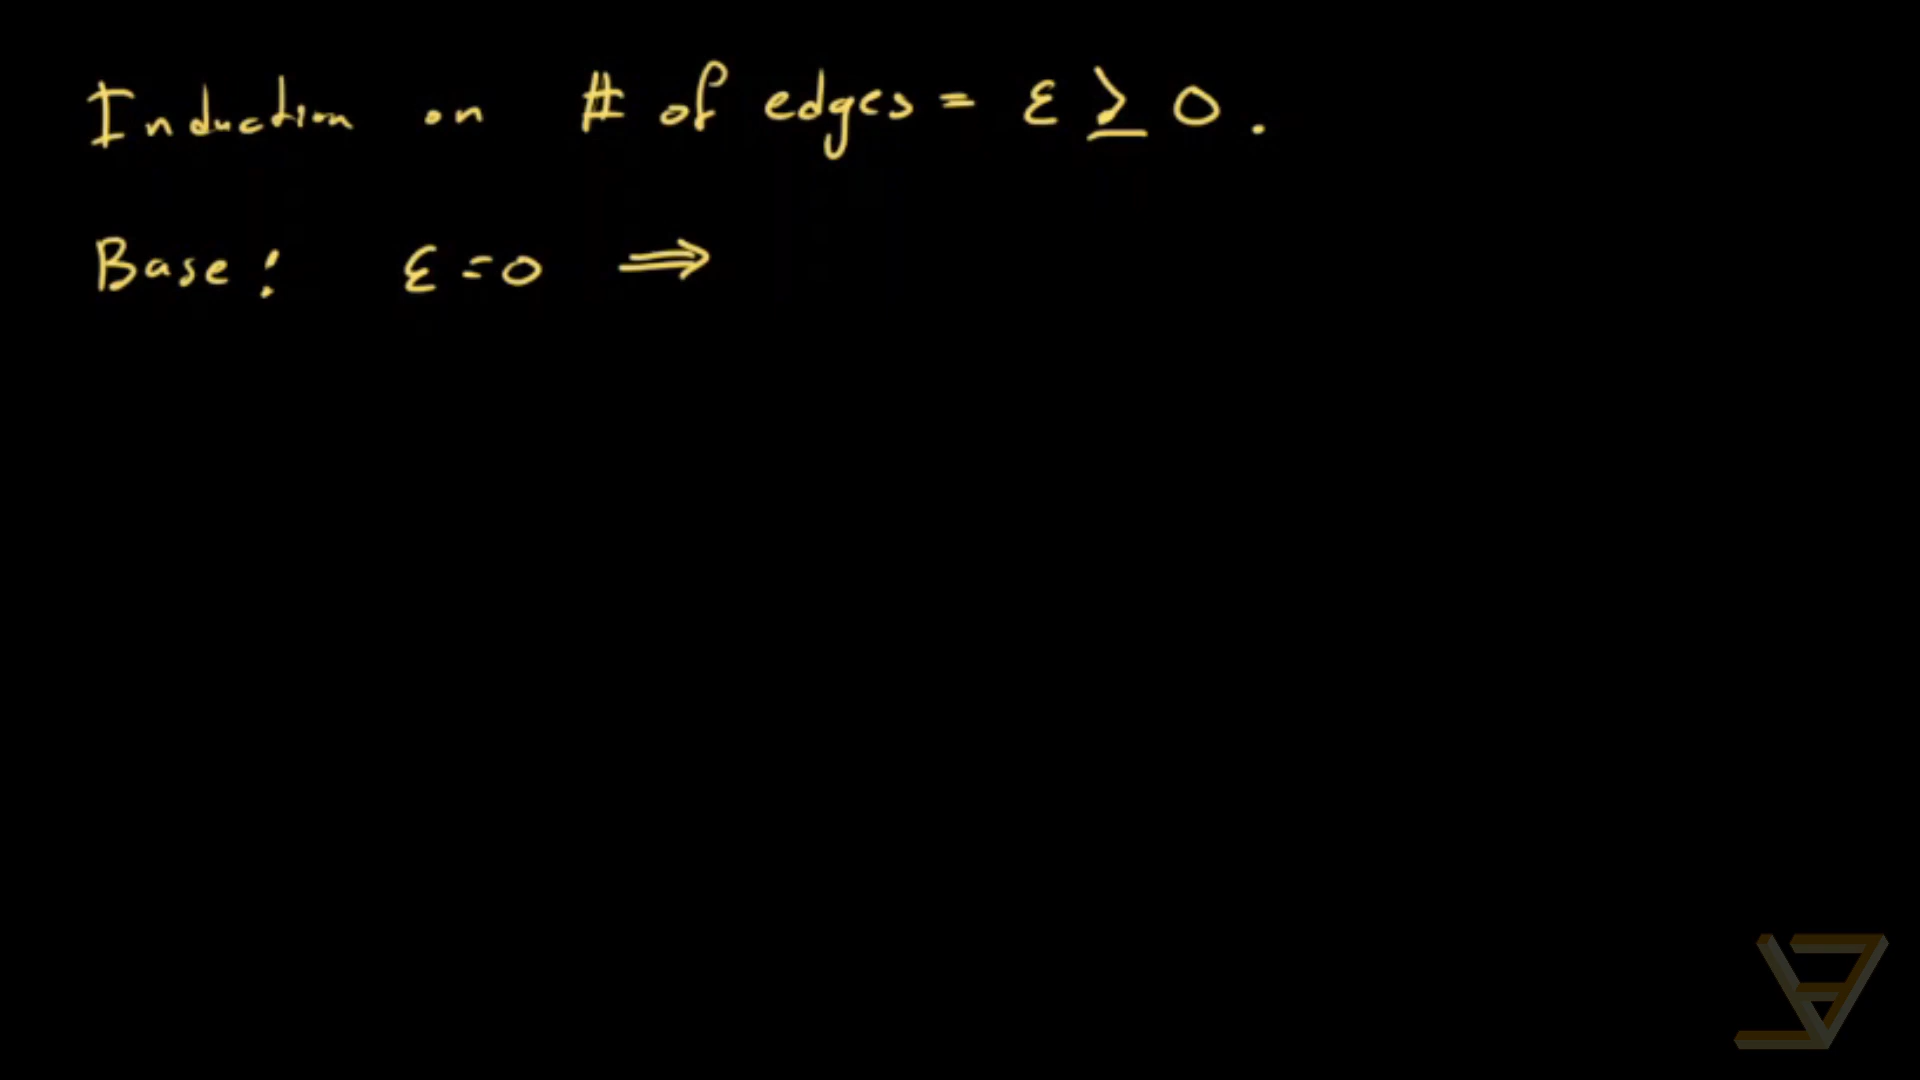 Induction on # of edges = ε ≥ 0.
Base: ε = 0 ⇒